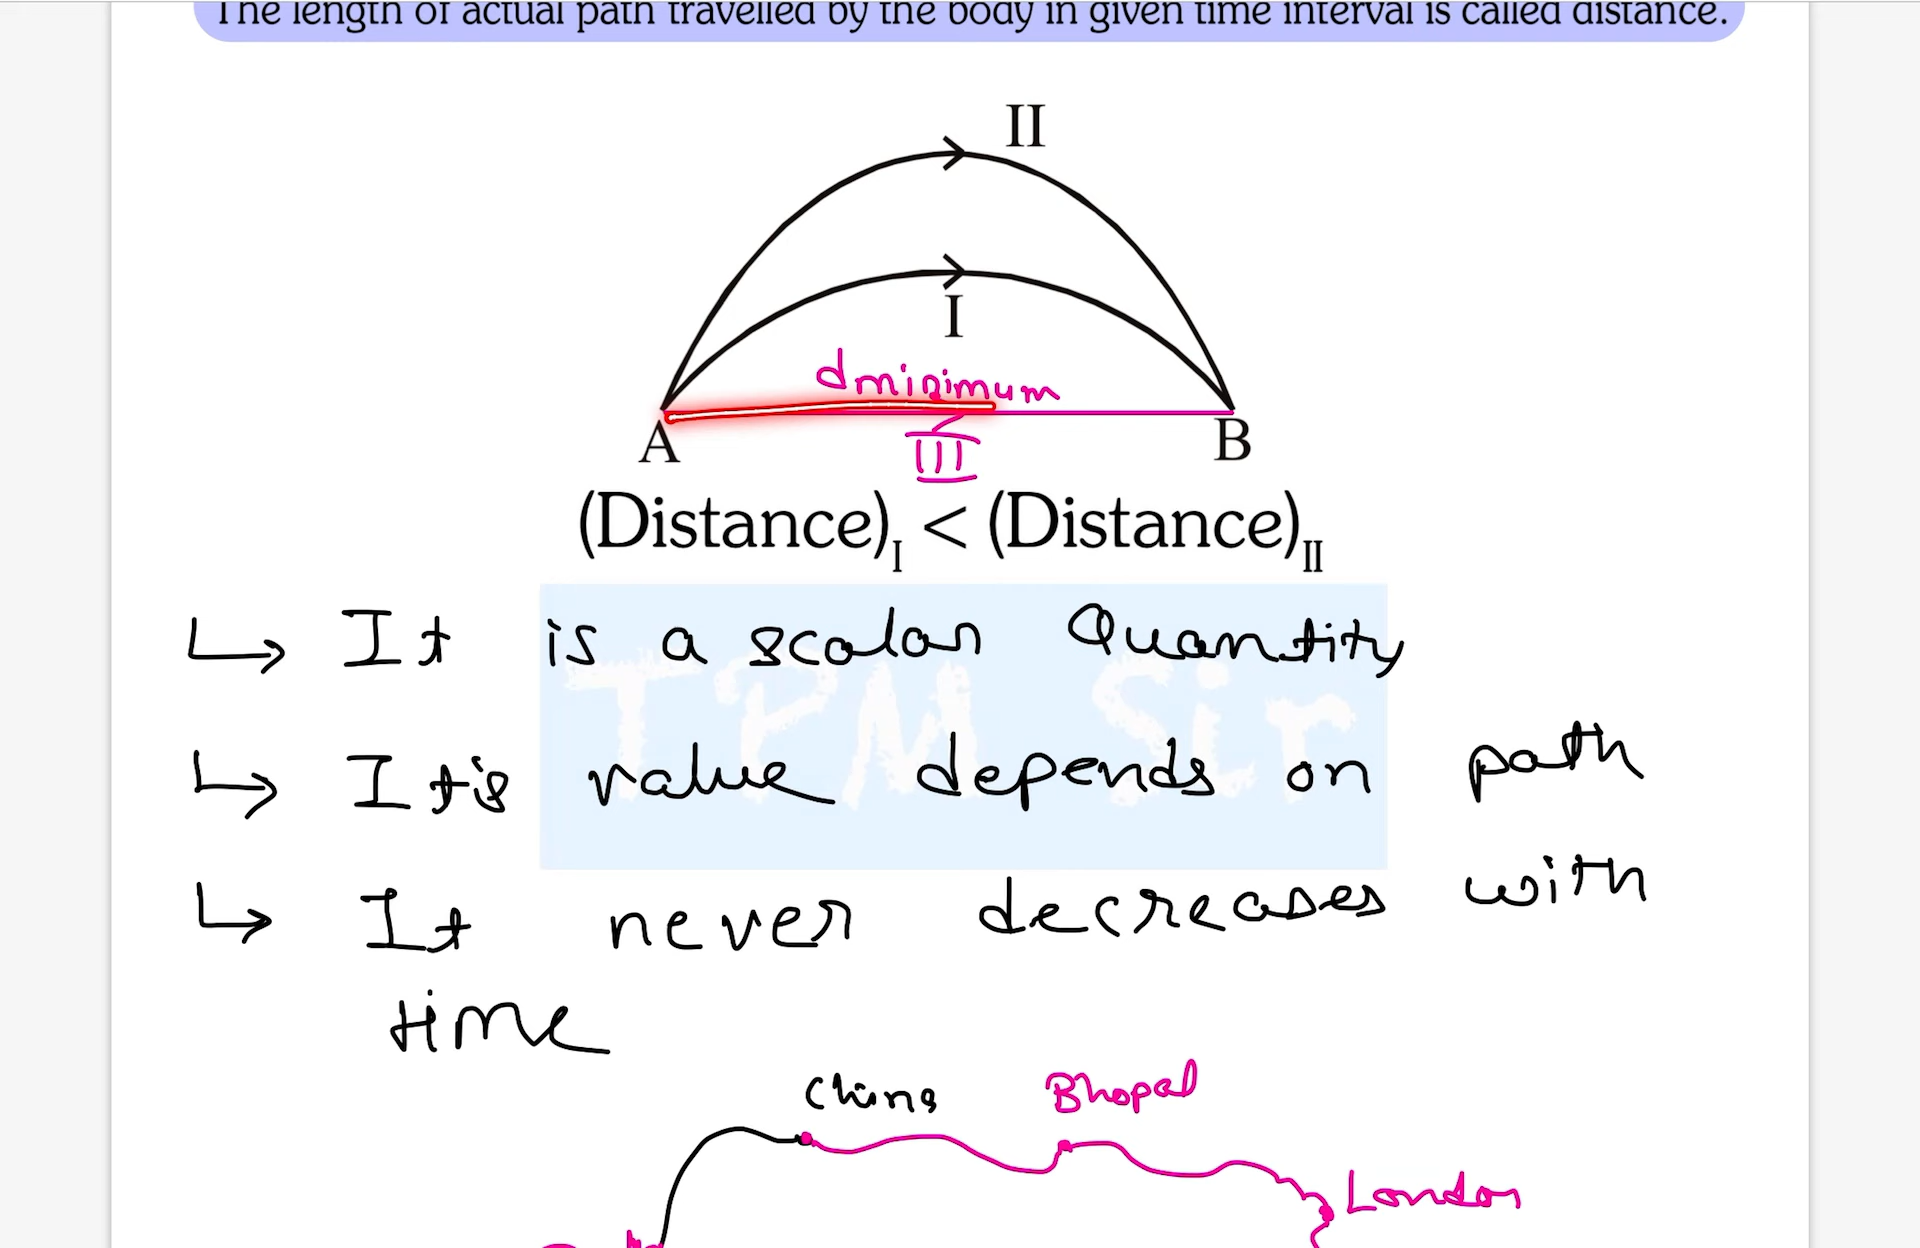 The length of actual path travelled by the body in given time interval is called distance.
II
I
dminimum
A
III
B
(Distance)I < (Distance)II
It is a scalar Quantity
TPM Sir
It's value depends on path
It never decreases with
time
China
Bhopal
London